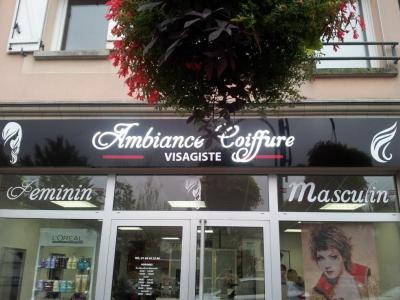 Ambiance Coiffure
VISAGISTE
Feminin
Masculin
L'ORÉAL